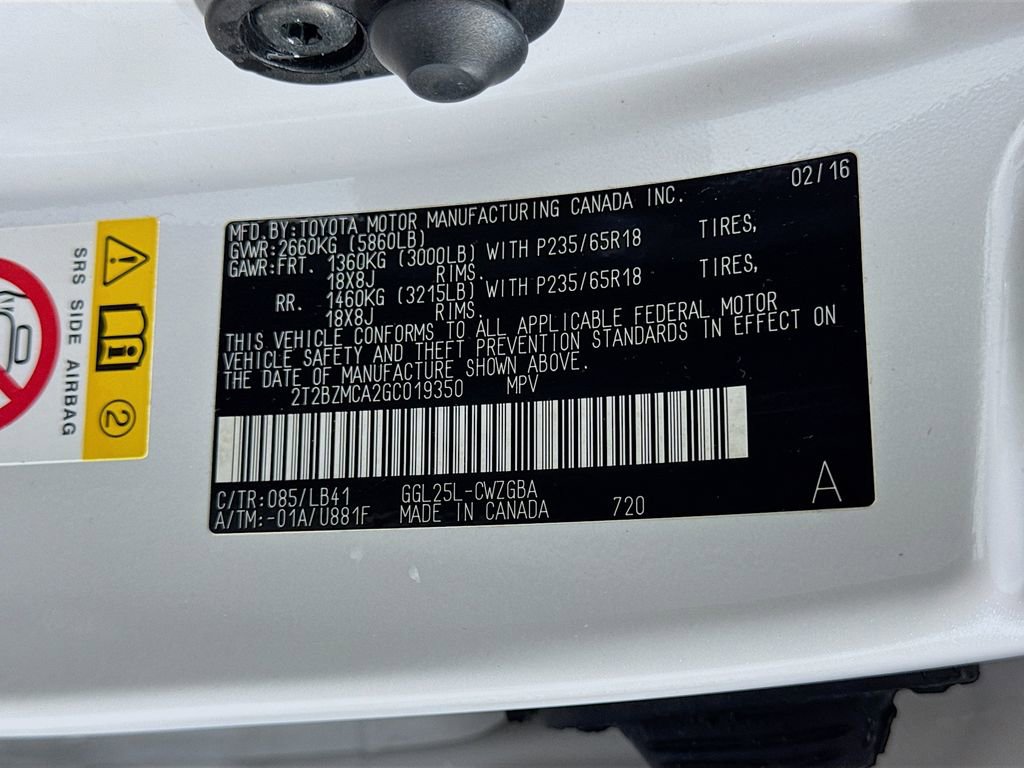 02/16
MFD. BY:TOYOTA MOTOR MANUFACTURING CANADA INC.
GVWR:2660KG (5860LB)
GAWR:FRT. 1360KG (3000LB) WITH P235/65R18 TIRES,
18X8J RIMS.
RR. 1460KG (3215LB) WITH P235/65R18 TIRES,
18X8J RIMS.
THIS VEHICLE CONFORMS TO ALL APPLICABLE FEDERAL MOTOR
VEHICLE SAFETY AND THEFT PREVENTION STANDARDS IN EFFECT ON
THE DATE OF MANUFACTURE SHOWN ABOVE.
2T2BZMCA2GC019350 MPV
C/TR:085/LB41 GGL25L-CWZGBA
A/TM:-01A/U881F MADE IN CANADA 720
A
SRS SIDE AIRBAG
2